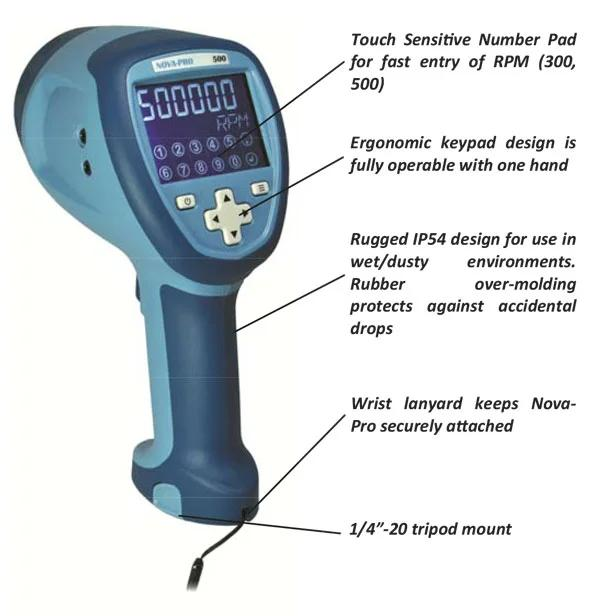 Touch Sensitive Number Pad
for fast entry of RPM (300,
500)
NOVA-PRO 500
500000
RPM
1 2 3 4 5
6 7 8 9 0
Ergonomic keypad design is
fully operable with one hand
Rugged IP54 design for use in
wet/dusty environments.
Rubber over-molding
protects against accidental
drops
Wrist lanyard keeps Nova-
Pro securely attached
1/4”-20 tripod mount